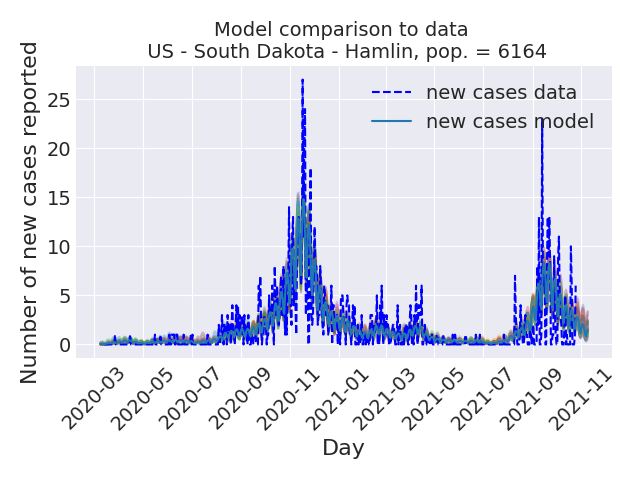 Model comparison to data
US - South Dakota - Hamlin, pop. = 6164
Number of new cases reported
25
20
15
10
5
0
new cases data
new cases model
2020-03
2020-05
2020-07
2020-09
2020-11
2021-01
2021-03
2021-05
2021-07
2021-09
2021-11
Day